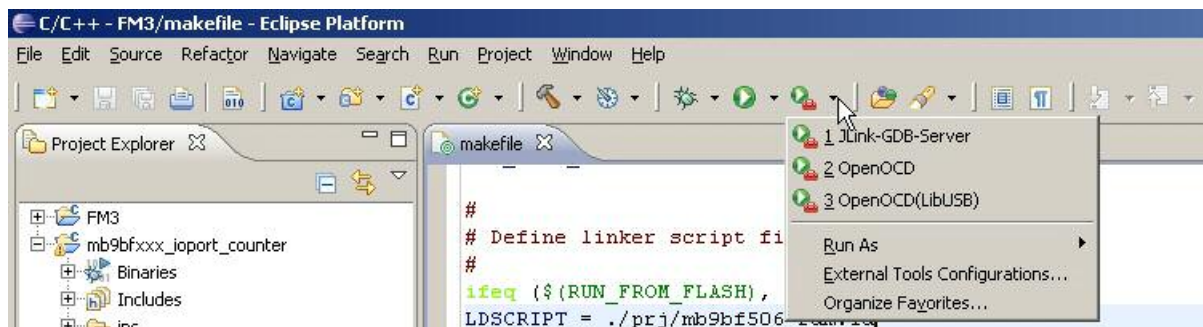 C/C++ - FM3/makefile - Eclipse Platform
File Edit Source Refactor Navigate Search Run Project Window Help
Project Explorer
makefile
1 JLink-GDB-Server
2 OpenOCD
3 OpenOCD(LibUSB)
Run As
External Tools Configurations...
Organize Favorites...
FM3
mb9bfxxx_ioport_counter
Binaries
Includes
#
# Define linker script fi
#
ifeq ($(RUN_FROM_FLASH),
LDSCRIPT = ./prj/mb9bf506